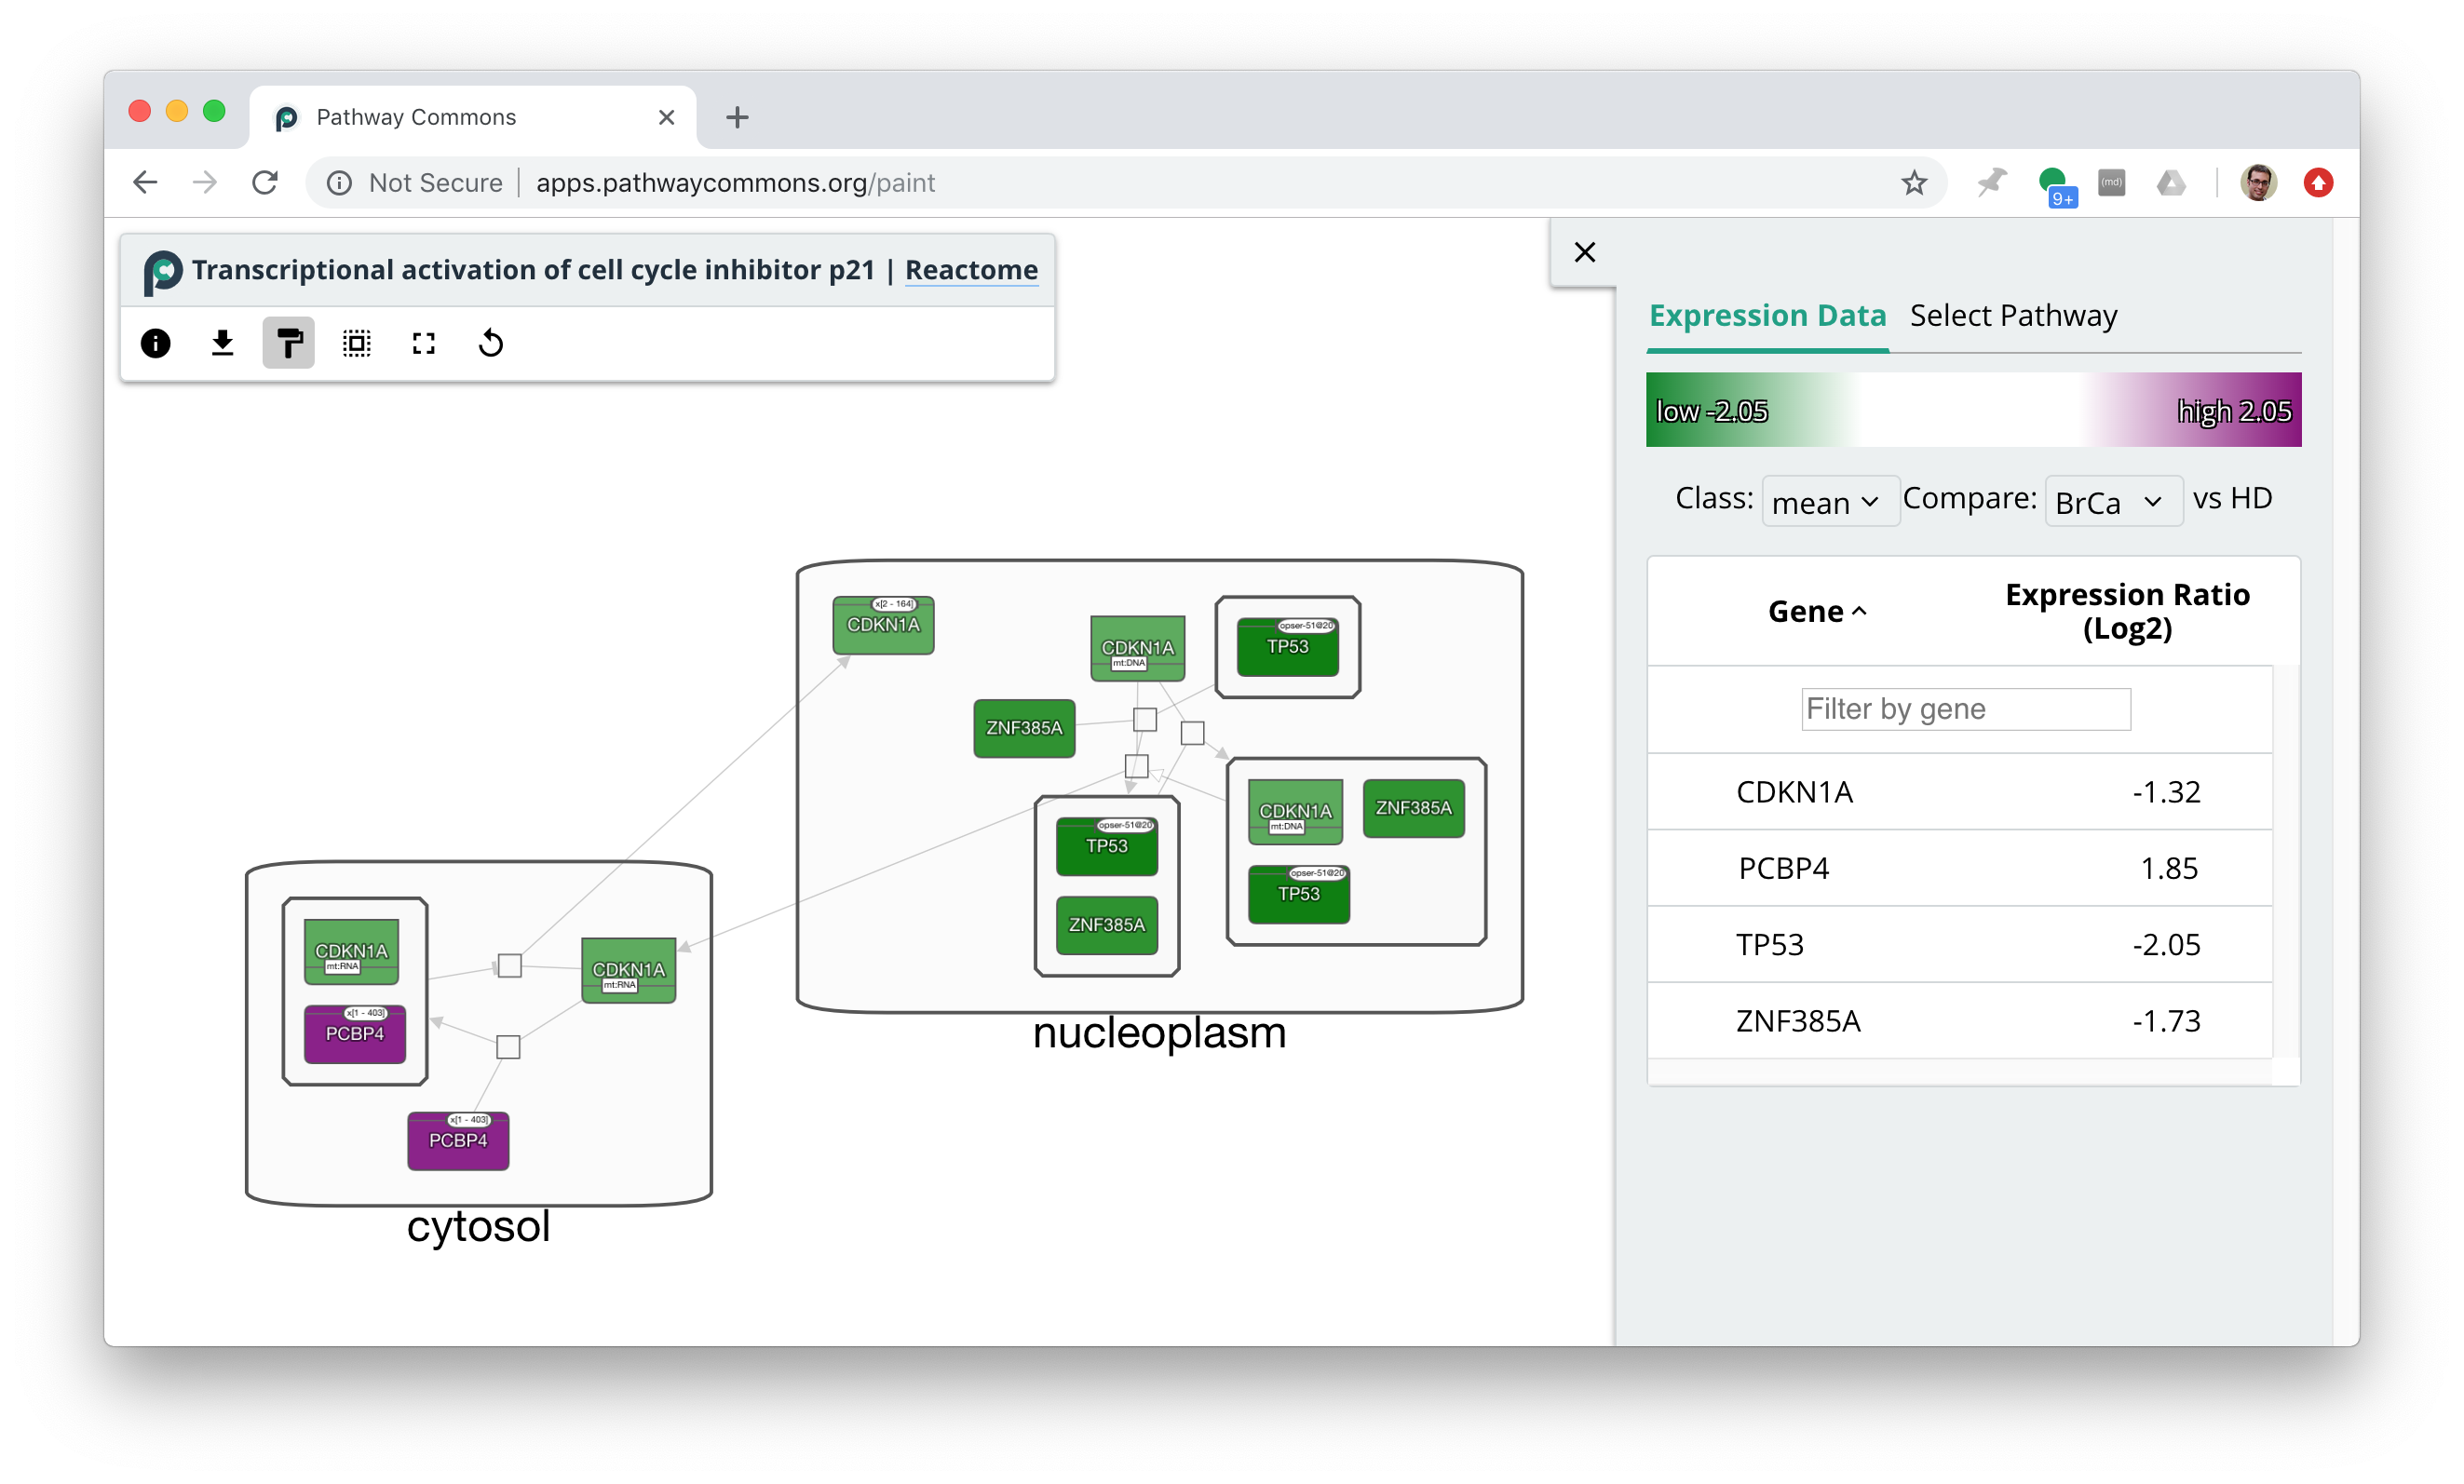 Pathway Commons
Not Secure
apps.pathwaycommons.org/paint
9+
(md)
Transcriptional activation of cell cycle inhibitor p21 | Reactome
Expression Data
Select Pathway
low -2.05
high 2.05
Class: mean
Compare: BrCa vs HD
Gene
Expression Ratio
(Log2)
Filter by gene
CDKN1A -1.32
PCBP4 1.85
TP53 -2.05
ZNF385A -1.73
x[2 - 164]
CDKN1A
CDKN1A
mt:DNA
opser-51@20
TP53
ZNF385A
opser-51@20
TP53
ZNF385A
CDKN1A
mt:DNA
ZNF385A
opser-51@20
TP53
nucleoplasm
CDKN1A
mt:RNA
x[1 - 403]
PCBP4
CDKN1A
mt:RNA
x[1 - 403]
PCBP4
cytosol